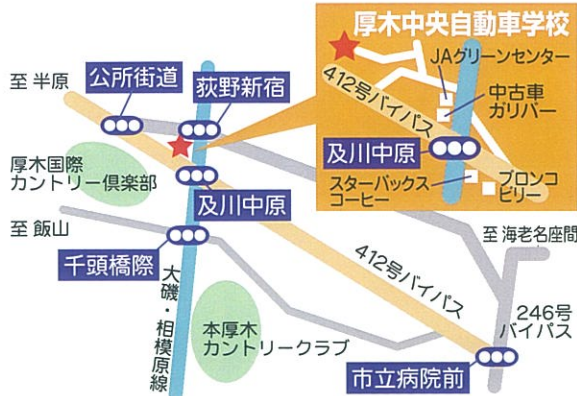 厚木中央自動車学校
JAグリーンセンター
中古車
ガリバー
412号バイパス
及川中原
スターバックス
コーヒー
ブロンコ
ビリー
至 半原
公所街道
荻野新宿
厚木国際
カントリー倶楽部
及川中原
至 飯山
千頭橋際
大磯・相模原線
本厚木
カントリークラブ
412号バイパス
至 海老名座間
246号
バイパス
市立病院前